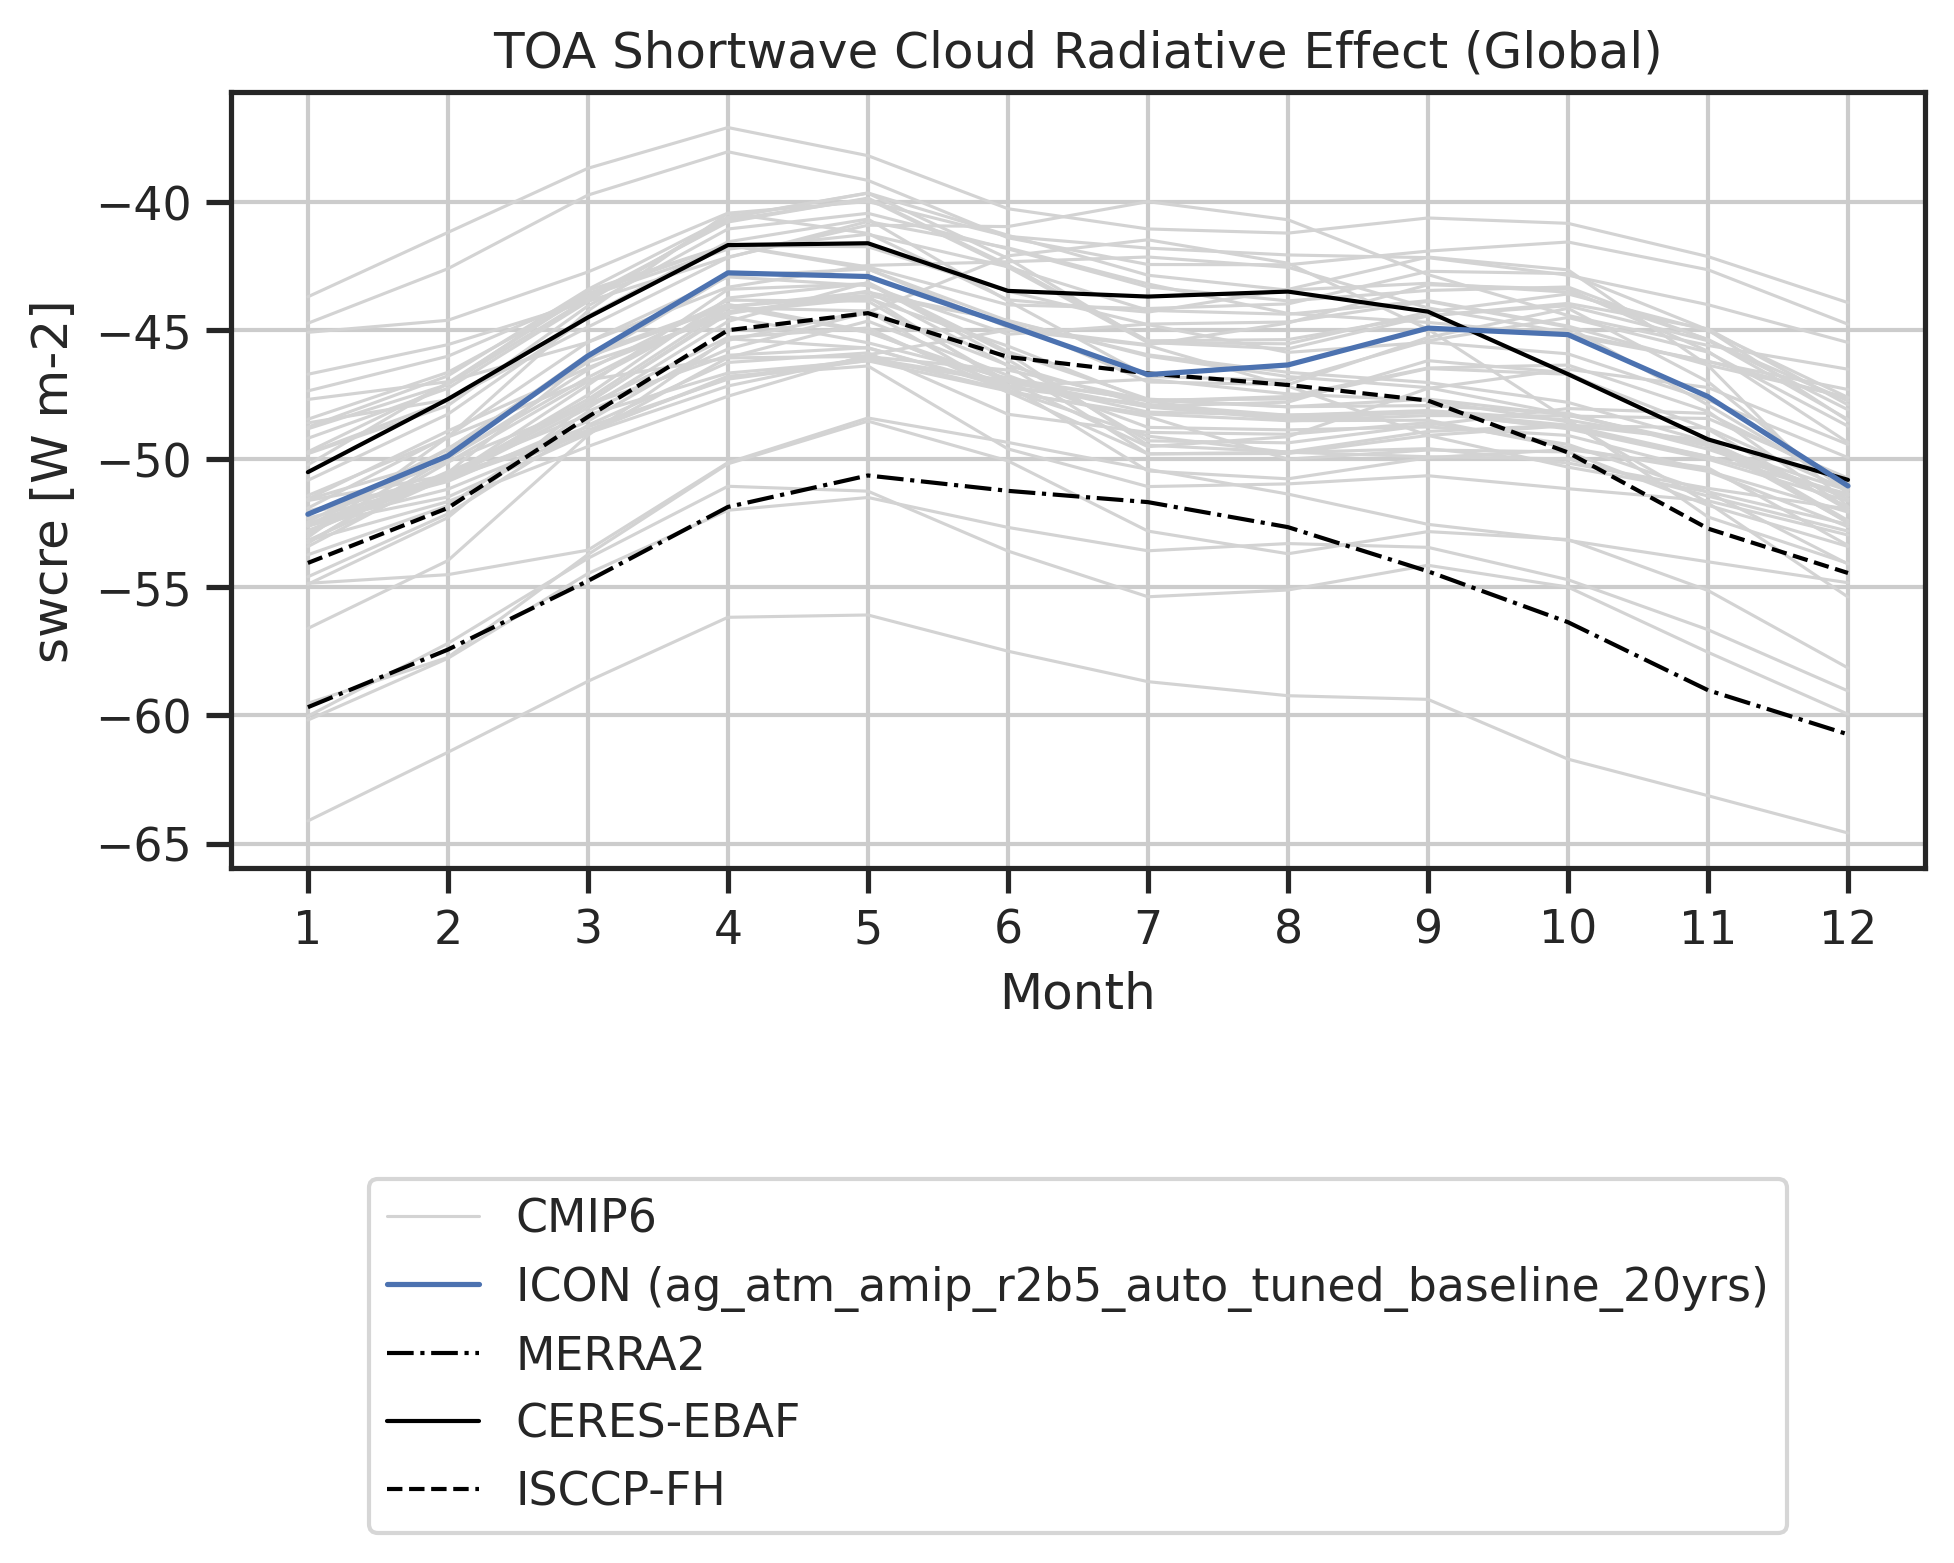 TOA Shortwave Cloud Radiative Effect (Global)
swcre [W m-2]
−40
−45
−50
−55
−60
−65
1 2 3 4 5 6 7 8 9 10 11 12
Month
CMIP6
ICON (ag_atm_amip_r2b5_auto_tuned_baseline_20yrs)
MERRA2
CERES-EBAF
ISCCP-FH